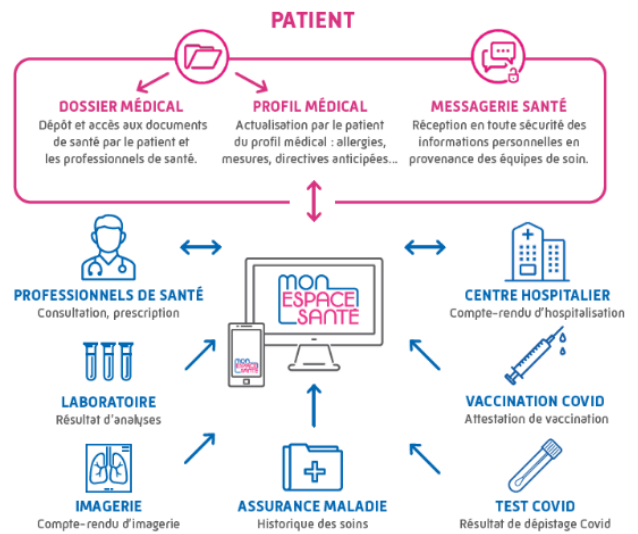 PATIENT
DOSSIER MÉDICAL
Dépôt et accès aux documents
de santé par le patient et
les professionnels de santé.
PROFIL MÉDICAL
Actualisation par le patient
du profil médical : allergies,
mesures, directives anticipées...
MESSAGERIE SANTÉ
Réception en toute sécurité des
informations personnelles en
provenance des équipes de soin.
PROFESSIONNELS DE SANTÉ
Consultation, prescription
MON
ESPACE
SANTÉ
MON
ESPACE
SANTÉ
CENTRE HOSPITALIER
Compte-rendu d'hospitalisation
LABORATOIRE
Résultat d'analyses
VACCINATION COVID
Attestation de vaccination
IMAGERIE
Compte-rendu d'imagerie
ASSURANCE MALADIE
Historique des soins
TEST COVID
Résultat de dépistage Covid